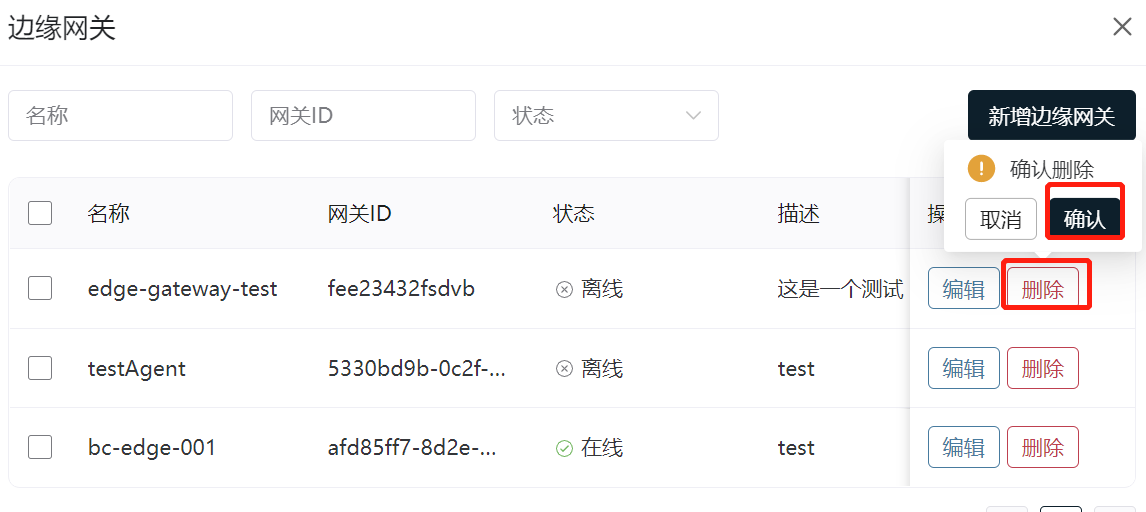 边缘网关
名称 网关ID 状态 新增边缘网关
确认删除
取消 确认
名称 网关ID 状态 描述
edge-gateway-test fee23432fsdvb 离线 这是一个测试 编辑 删除
testAgent 5330bd9b-0c2f-... 离线 test 编辑 删除
bc-edge-001 afd85ff7-8d2e-... 在线 test 编辑 删除